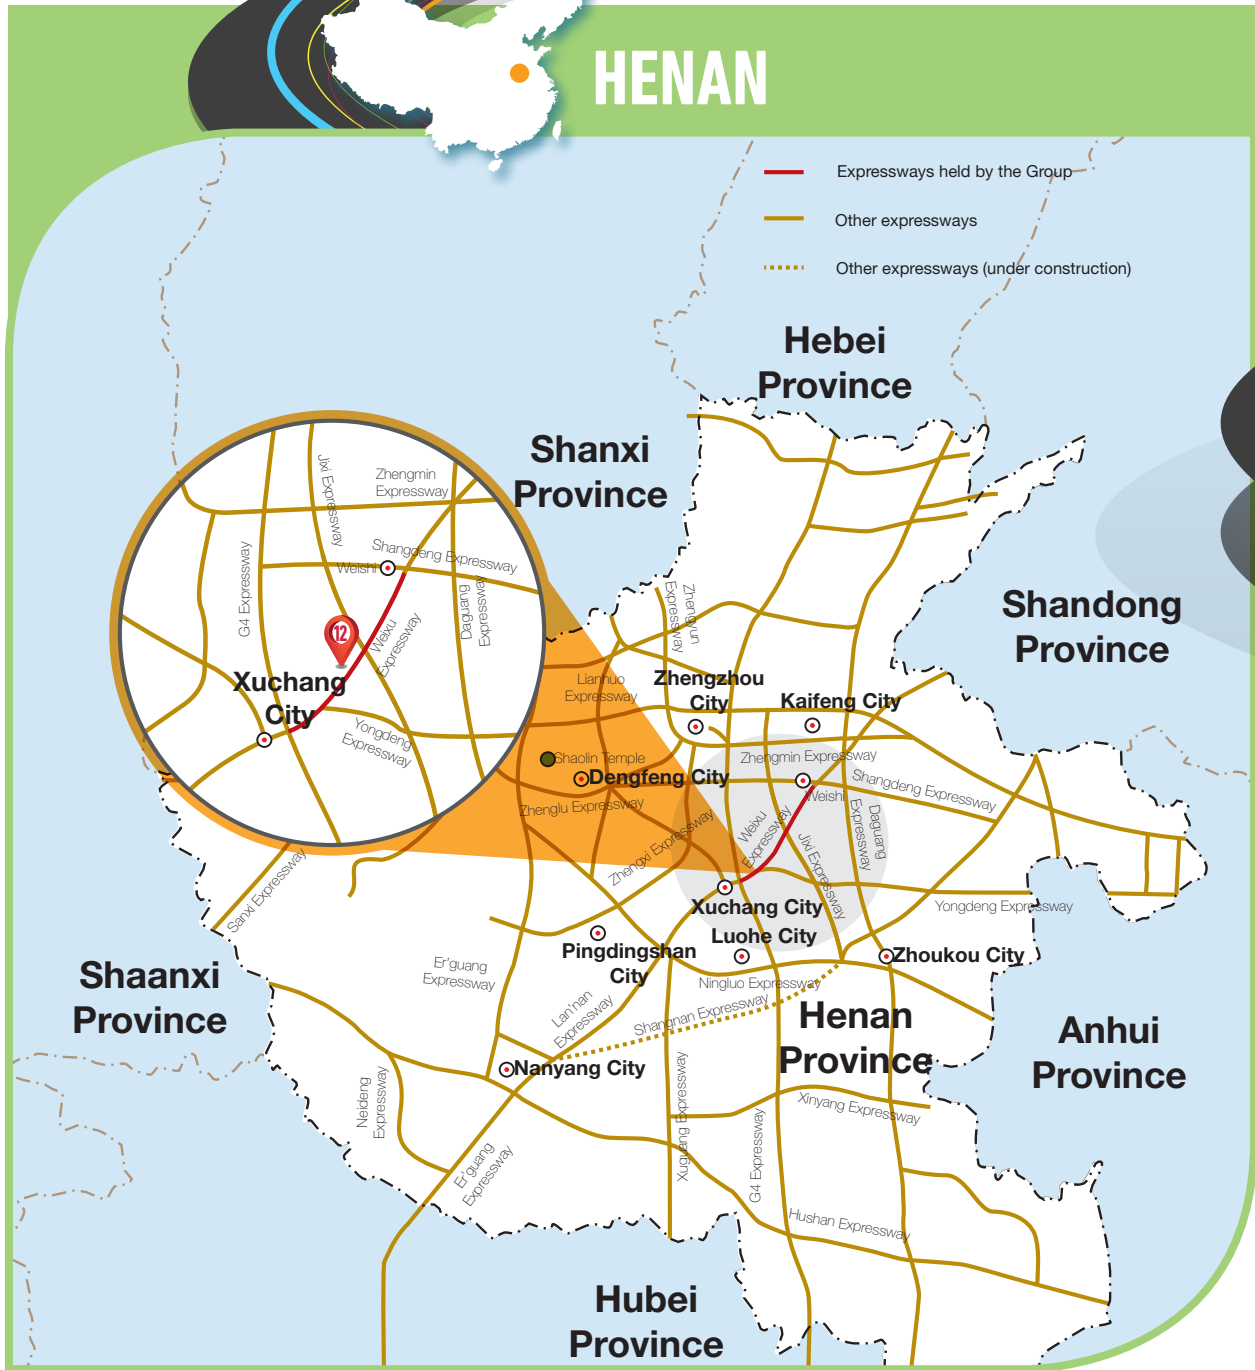 HENAN
Expressways held by the Group
Other expressways
Other expressways (under construction)
Hebei
Province
Shanxi
Province
Shandong
Province
Zhengmin
Expressway
Jixi Expressway
Shangdeng Expressway
Weishi
G4 Expressway
Daguang
Expressway
12
Weixu
Expressway
Xuchang
City
Yongdeng
Expressway
Zhengyun
Expressway
Lianhuo
Expressway
Zhengzhou
City
Kaifeng City
Shaolin Temple
Dengfeng City
Zhengmin Expressway
Shangdeng Expressway
Weishi
Zhenglu Expressway
Zhengxi Expressway
Weixu
Expressway
Jixi Expressway
Daguang
Expressway
Sanxi Expressway
Xuchang City
Yongdeng Expressway
Luohe City
Pingdingshan
City
Zhoukou City
Er'guang
Expressway
Ningluo Expressway
Lan'nan
Expressway
Shangnan Expressway
Shaanxi
Province
Henan
Province
Anhui
Province
Nanyang City
Neideng
Expressway
Xuguang Expressway
G4 Expressway
Xinyang Expressway
Er'guang
Expressway
Hushan Expressway
Hubei
Province